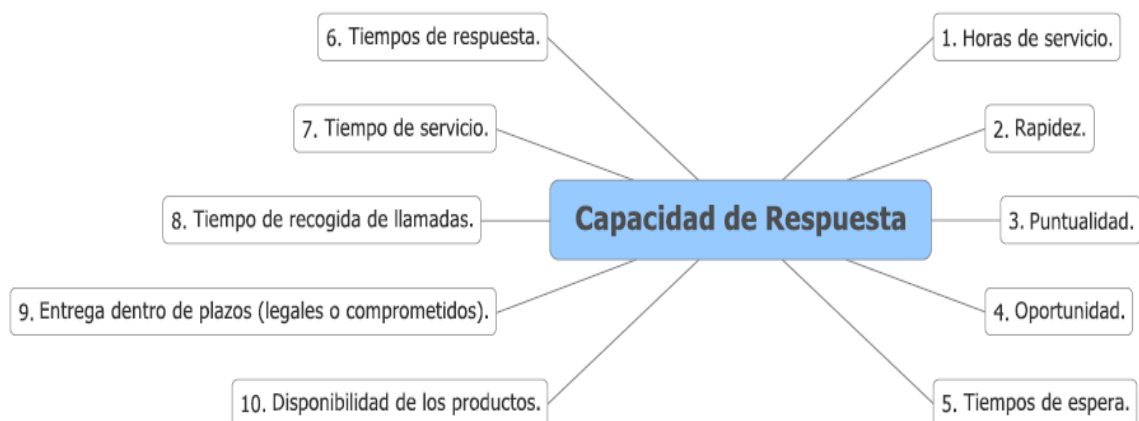 6. Tiempos de respuesta.
1. Horas de servicio.
7. Tiempo de servicio.
2. Rapidez.
Capacidad de Respuesta
8. Tiempo de recogida de llamadas.
3. Puntualidad.
9. Entrega dentro de plazos (legales o comprometidos).
4. Oportunidad.
10. Disponibilidad de los productos.
5. Tiempos de espera.